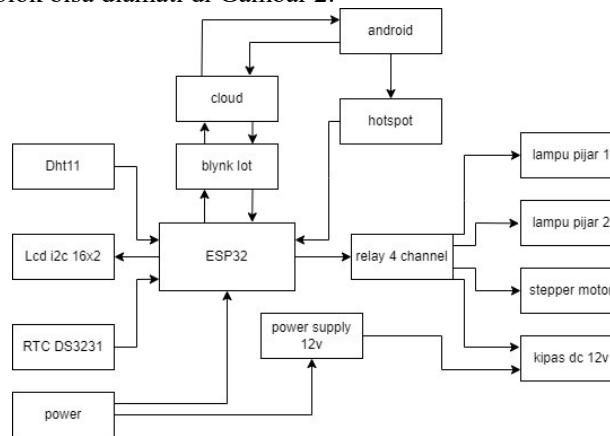 blok bisa diamati di Gambar 2.
android
cloud
hotspot
blynk Iot
Dht11
lampu pijar 1
lampu pijar 2
Lcd i2c 16x2
ESP32
relay 4 channel
stepper motor
RTC DS3231
power supply
12v
kipas dc 12v
power